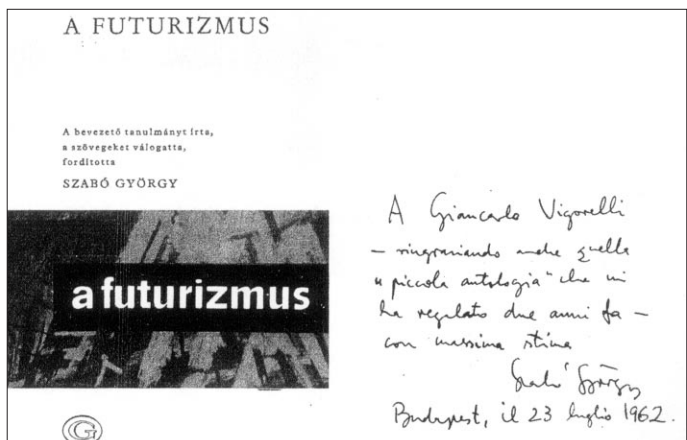 A FUTURIZMUS
A bevezető tanulmányt írta,
a szövegeket válogatta,
fordította
SZABÓ GYÖRGY
a futurizmus
G
A Giancarlo Vigorelli
– ringraziando anche quella
"piccola antologia" che mi
ha regalato due anni fa –
con massima stima
Szabó György
Budapest, il 23 luglio 1962.